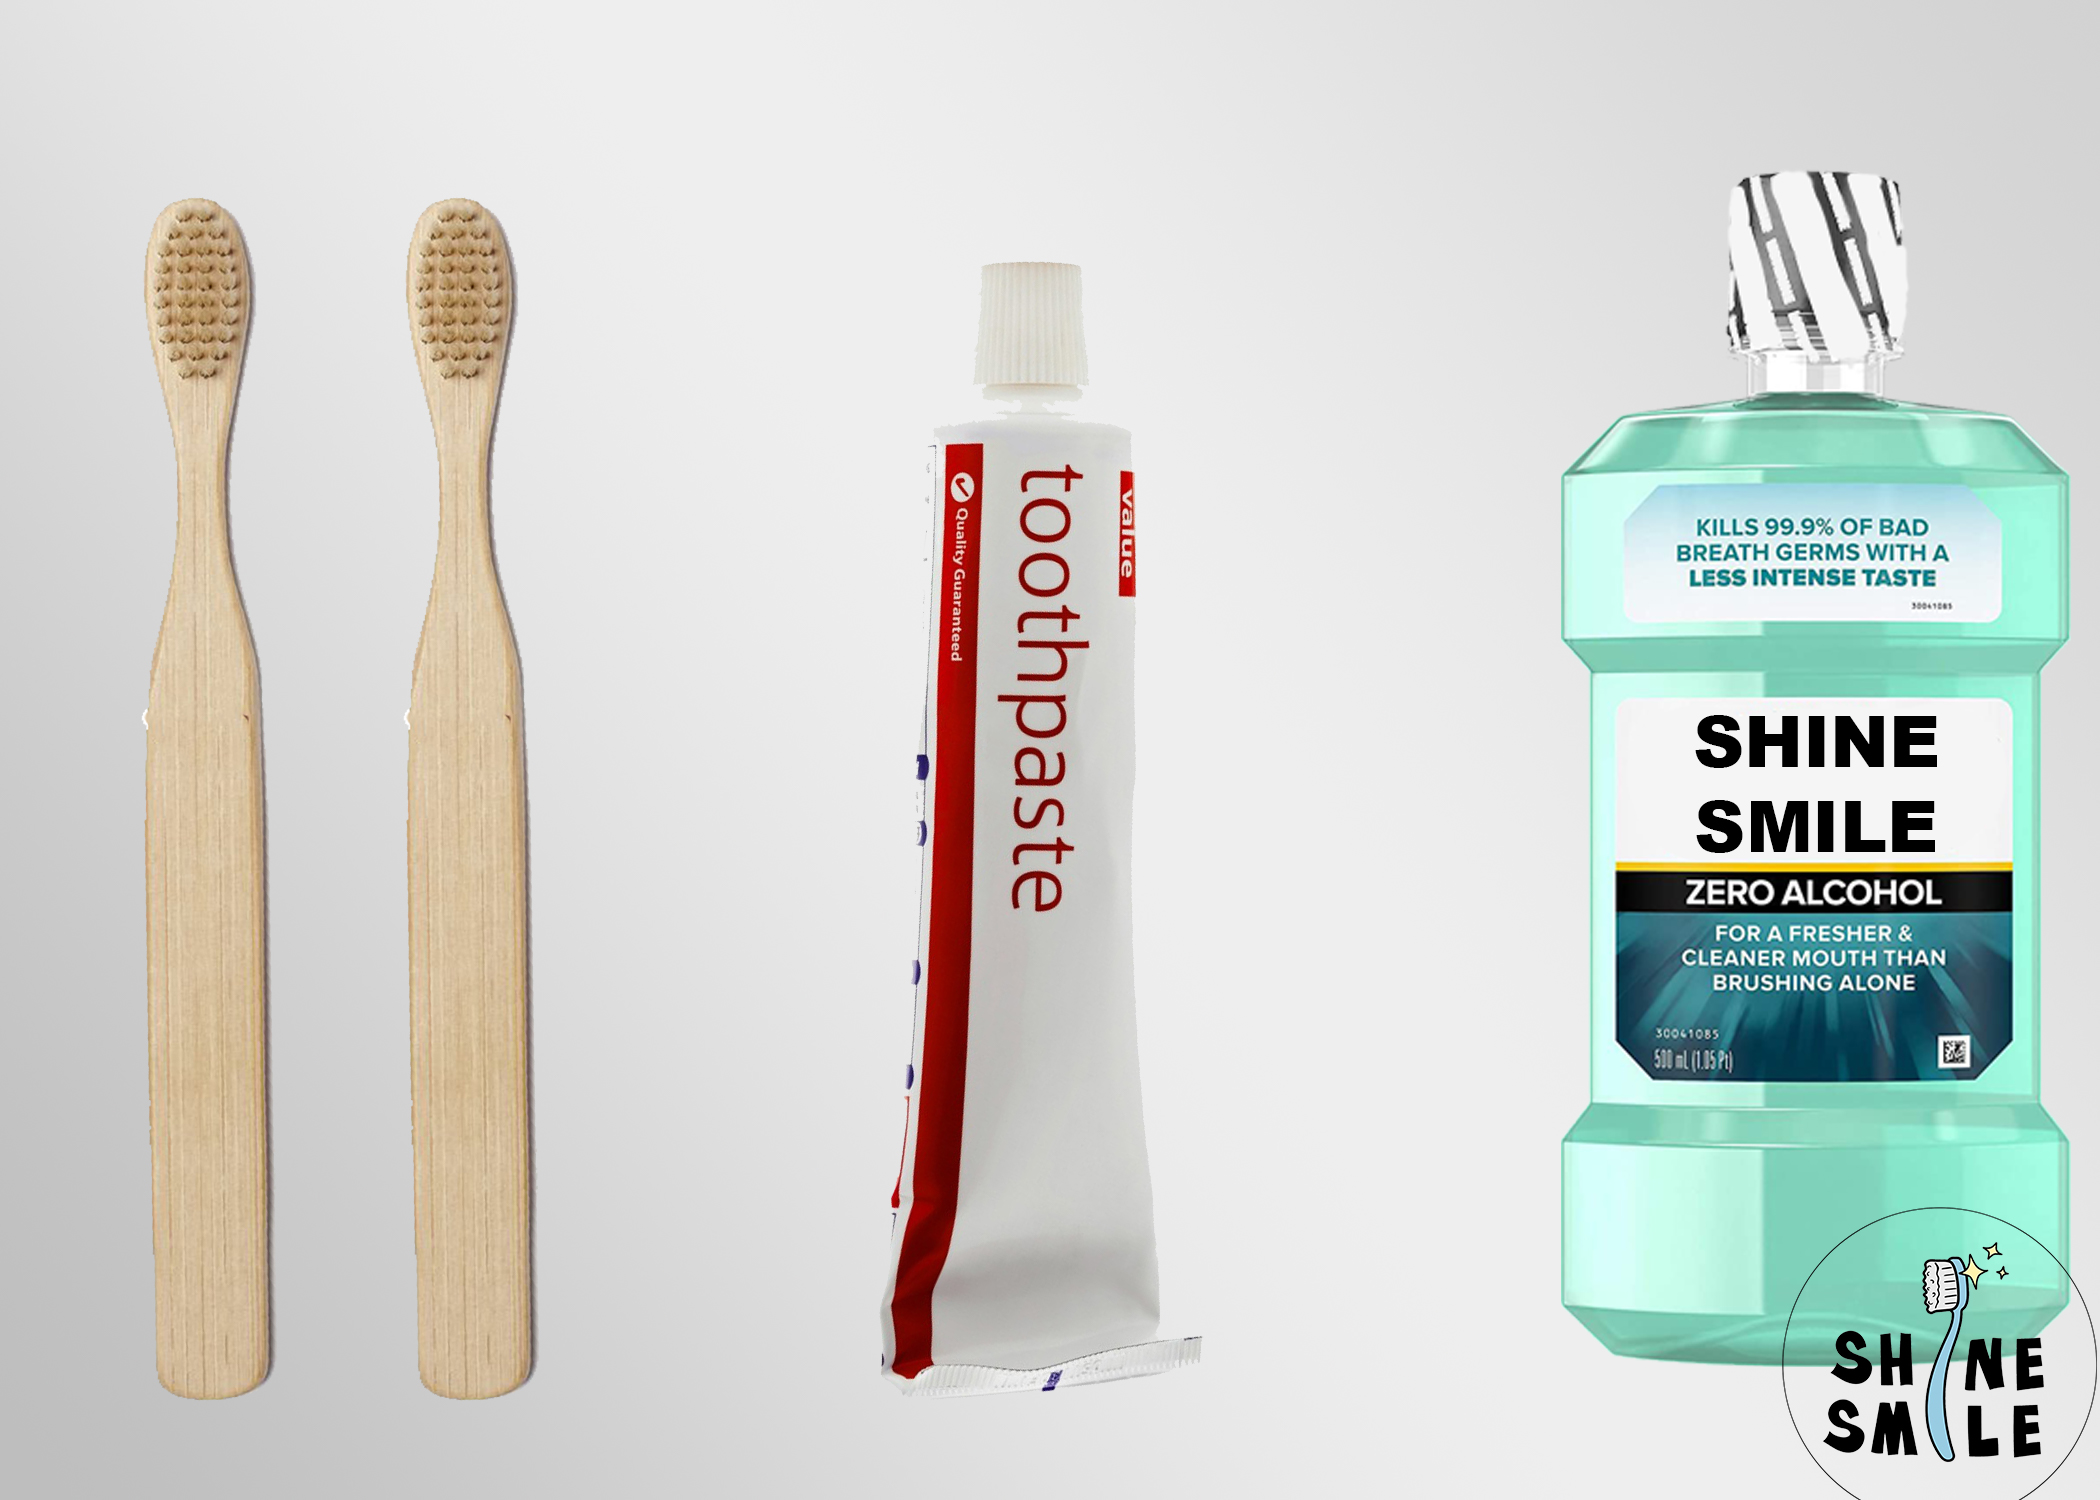 value
toothpaste
Quality Guaranteed
KILLS 99.9% OF BAD
BREATH GERMS WITH A
LESS INTENSE TASTE
30041085
SHINE
SMILE
ZERO ALCOHOL
FOR A FRESHER &
CLEANER MOUTH THAN
BRUSHING ALONE
30041085
500 mL (1.05 Pt)
SHINE
SMILE